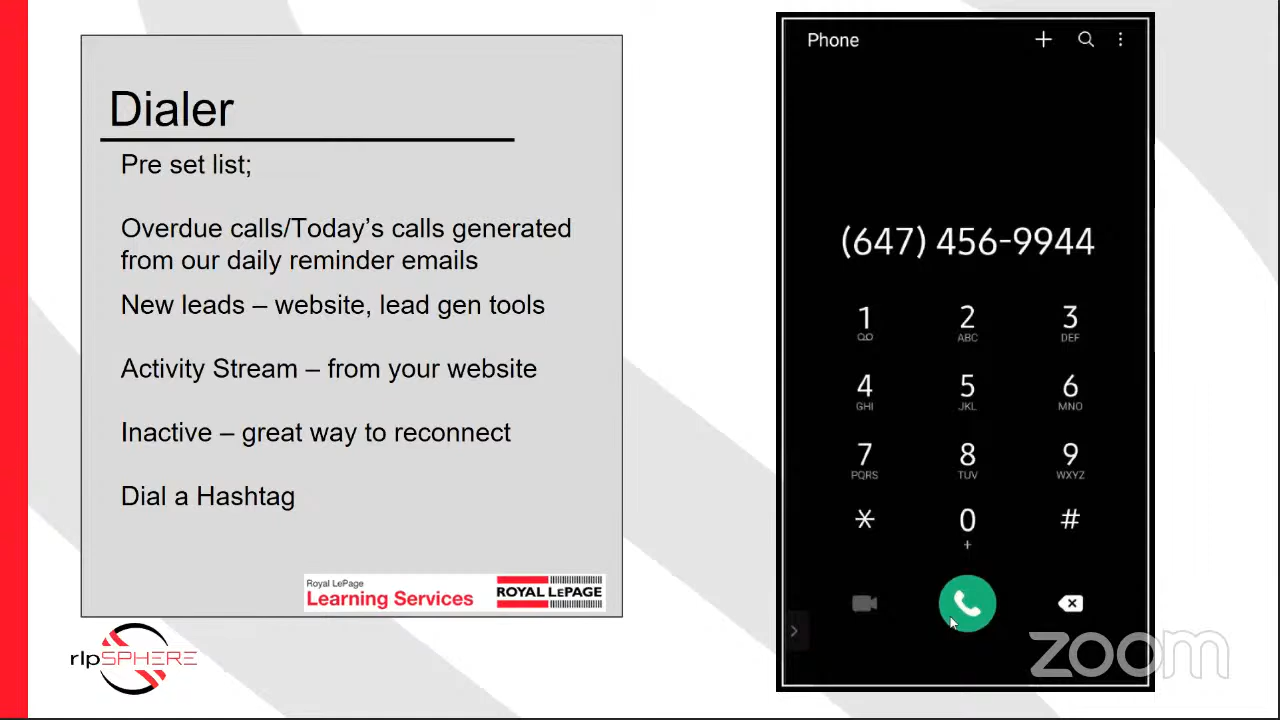 Dialer
Pre set list;
Overdue calls/Today’s calls generated
from our daily reminder emails
New leads – website, lead gen tools
Activity Stream – from your website
Inactive – great way to reconnect
Dial a Hashtag
Royal LePage
Learning Services
ROYAL LEPAGE
rlpSPHERE
Phone
(647) 456-9944
1 2 3
ABC DEF
4 5 6
GHI JKL MNO
7 8 9
PQRS TUV WXYZ
* 0 #
+
zoom